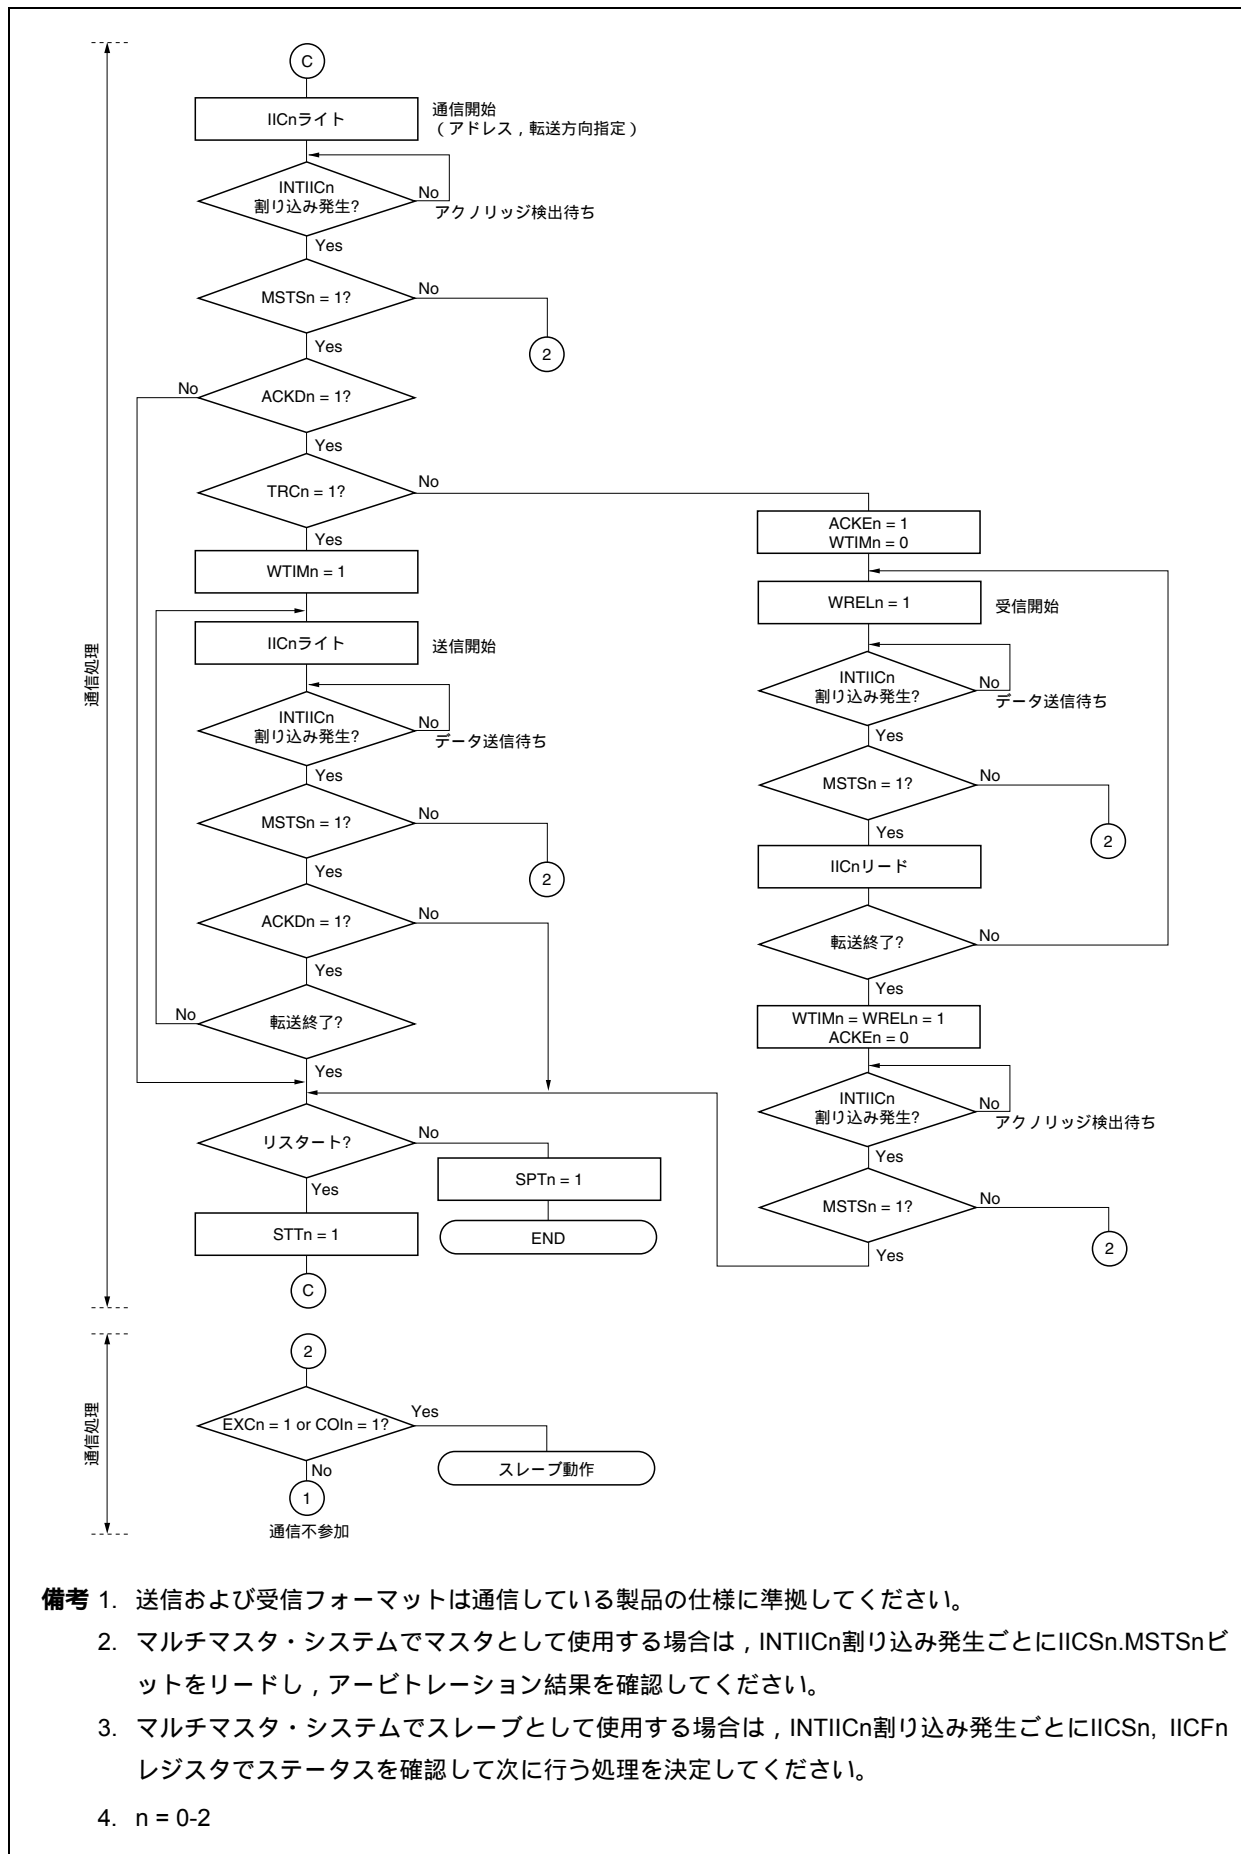 C
IICnライト
通信開始
（アドレス，転送方向指定）
INTIICn
割り込み発生?
No
アクノリッジ検出待ち
Yes
MSTSn = 1?
No
2
Yes
ACKDn = 1?
No
Yes
TRCn = 1?
No
Yes
WTIMn = 1
IICnライト
送信開始
INTIICn
割り込み発生?
No
データ送信待ち
Yes
MSTSn = 1?
No
2
Yes
ACKDn = 1?
No
Yes
転送終了?
No
Yes
ACKEn = 1
WTIMn = 0
WRELn = 1
受信開始
INTIICn
割り込み発生?
No
データ送信待ち
Yes
MSTSn = 1?
No
2
Yes
IICnリード
転送終了?
No
Yes
WTIMn = WRELn = 1
ACKEn = 0
INTIICn
割り込み発生?
No
アクノリッジ検出待ち
Yes
MSTSn = 1?
No
2
Yes
リスタート?
No
SPTn = 1
END
Yes
STTn = 1
C
通信処理
2
EXCn = 1 or COIn = 1?
Yes
スレーブ動作
No
1
通信不参加
通信処理
備考 1. 送信および受信フォーマットは通信している製品の仕様に準拠してください。
2. マルチマスタ・システムでマスタとして使用する場合は，INTIICn割り込み発生ごとにIICSn.MSTSnビ
ットをリードし，アービトレーション結果を確認してください。
3. マルチマスタ・システムでスレーブとして使用する場合は，INTIICn割り込み発生ごとにIICSn, IICFn
レジスタでステータスを確認して次に行う処理を決定してください。
4. n = 0-2